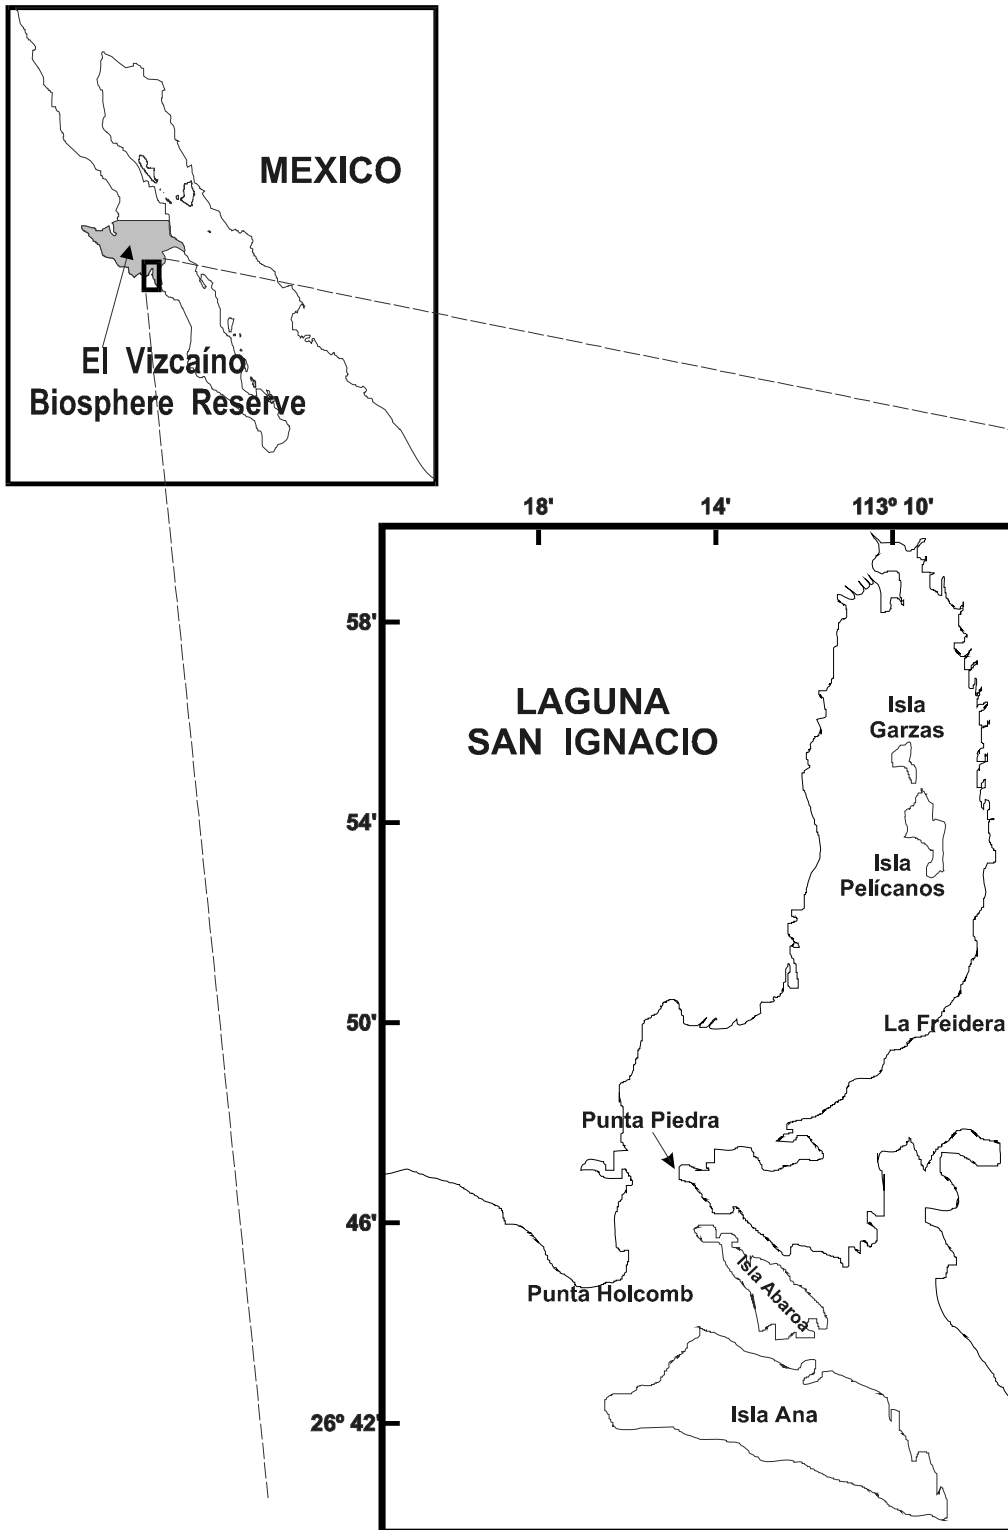 MEXICO
El Vizcaíno
Biosphere Reserve
18'
14'
113º 10'
58'
LAGUNA
SAN IGNACIO
Isla
Garzas
54'
Isla
Pelícanos
50'
La Freidera
Punta Piedra
46'
Isla Abaroa
Punta Holcomb
Isla Ana
26º 42'